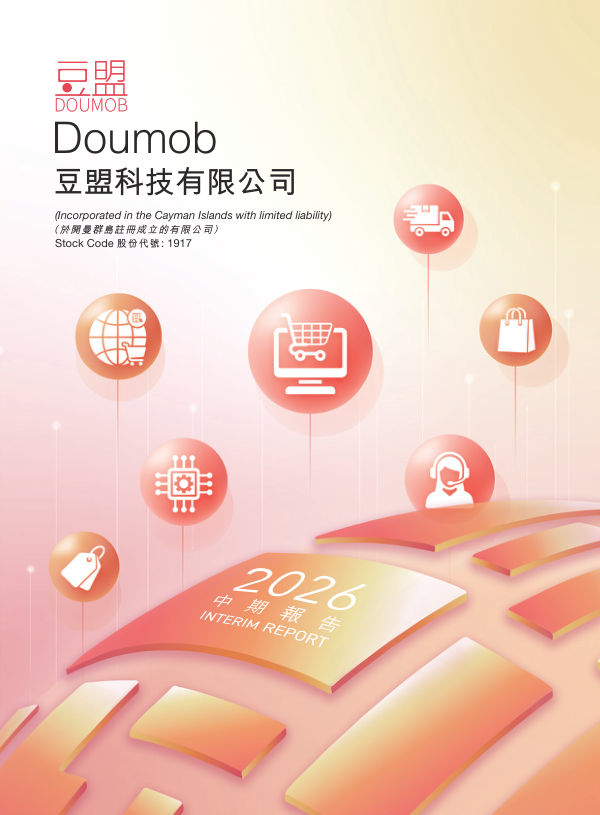 豆盟
DOUMOB
Doumob
豆盟科技有限公司
(Incorporated in the Cayman Islands with limited liability)
（於開曼群島註冊成立的有限公司）
Stock Code 股份代號: 1917
2026
中期報告
INTERIM REPORT